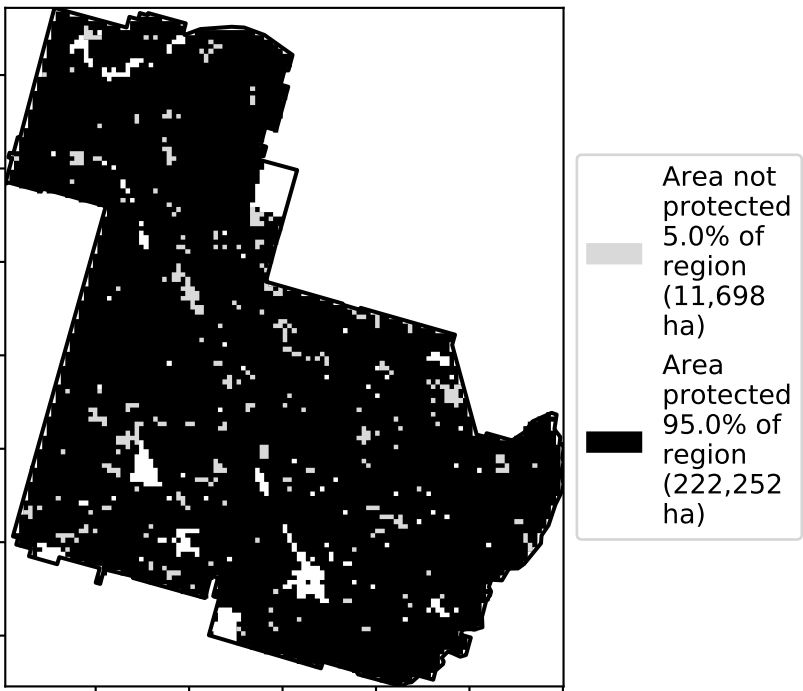 Area not
protected
5.0% of
region
(11,698
ha)
Area
protected
95.0% of
region
(222,252
ha)